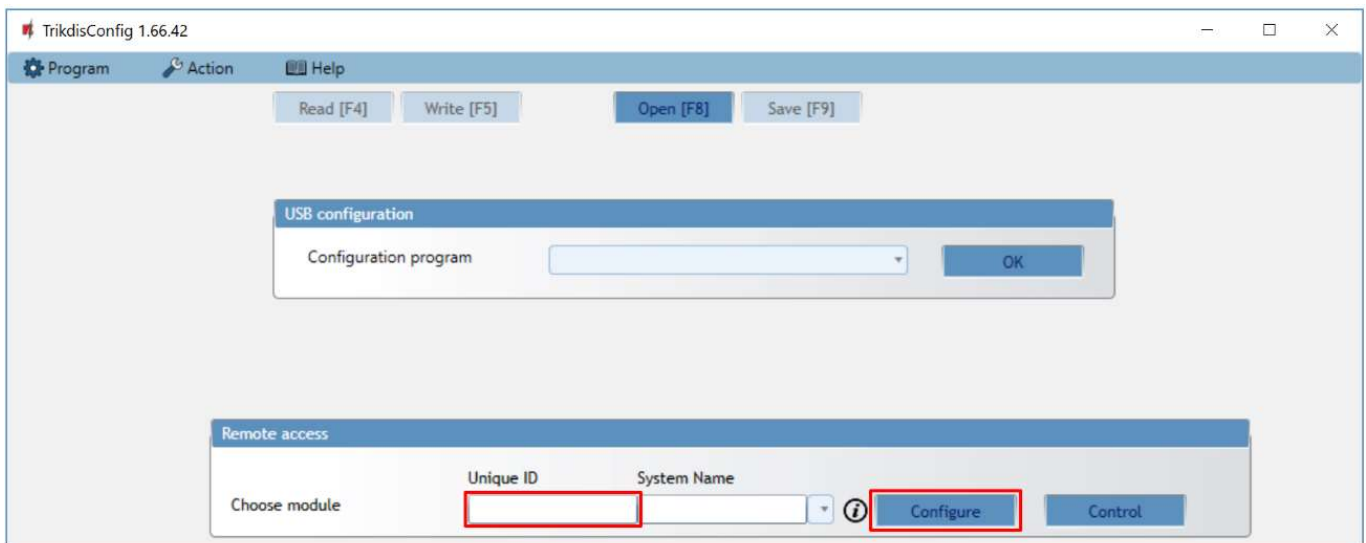 TrikdisConfig 1.66.42
Program Action Help
Read [F4] Write [F5] Open [F8] Save [F9]
USB configuration
Configuration program OK
Remote access
Unique ID System Name
Choose module i Configure Control